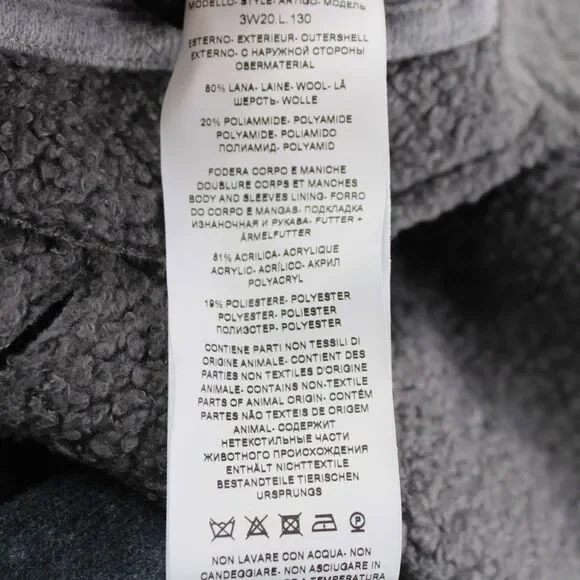 MODELLO- STYLE- ARTIGO- МОДЕЛЬ
3W20.L.130
ESTERNO- EXTERIEUR- OUTERSHELL
EXTERNO- С НАРУЖНОЙ СТОРОНЫ
OBERMATERIAL
80% LANA- LAINE- WOOL- LÃ
ШЕРСТЬ- WOLLE
20% POLIAMMIDE- POLYAMIDE
POLYAMIDE- POLIAMIDO
ПОЛИАМИД- POLYAMID
FODERA CORPO E MANICHE
DOUBLURE CORPS ET MANCHES
BODY AND SLEEVES LINING- FORRO
DO CORPO E MANGAS- ПОДКЛАДКА
ИЗНАНОЧНАЯ И РУКАВА- FUTTER +
ÄRMELFUTTER
81% ACRILICA- ACRYLIQUE
ACRYLIC- ACRÍLICO- АКРИЛ
POLYACRYL
19% POLIESTERE- POLYESTER
POLYESTER- POLYESTER
ПОЛИЭСТЕР- POLYESTER
CONTIENE PARTI NON TESSILI DI
ORIGINE ANIMALE- CONTIENT DES
PARTIES NON TEXTILES D'ORIGINE
ANIMALE- CONTAINS NON-TEXTILE
PARTS OF ANIMAL ORIGIN- CONTÉM
PARTES NÃO TEXTEIS DE ORIGEM
ANIMAL- СОДЕРЖИТ
НЕТЕКСТИЛЬНЫЕ ЧАСТИ
ЖИВОТНОГО ПРОИСХОЖДЕНИЯ
ENTHÄLT NICHTTEXTILE
BESTANDTEILE TIERISCHEN
URSPRUNGS
P
NON LAVARE CON ACQUA- NON
CANDEGGIARE- NON ASCIUGARE IN